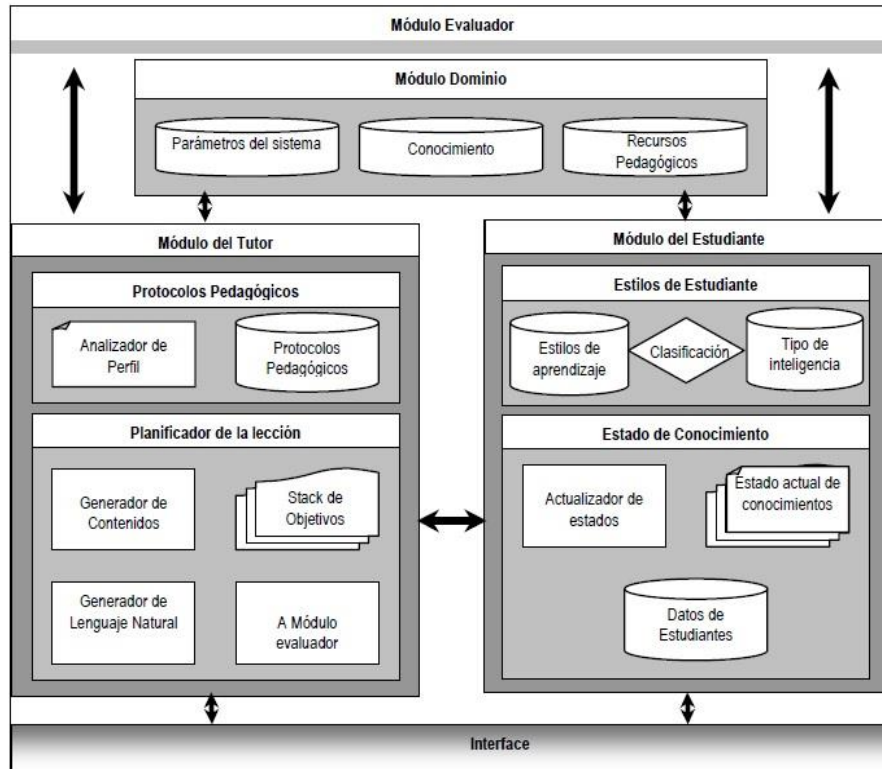 Módulo Evaluador
Módulo Dominio
Parámetros del sistema
Conocimiento
Recursos
Pedagógicos
Módulo del Tutor
Protocolos Pedagógicos
Analizador de
Perfil
Protocolos
Pedagógicos
Planificador de la lección
Generador de
Contenidos
Stack de
Objetivos
Generador de
Lenguaje Natural
A Módulo
evaluador
Módulo del Estudiante
Estilos de Estudiante
Estilos de
aprendizaje
Clasificación
Tipo de
inteligencia
Estado de Conocimiento
Actualizador de
estados
Estado actual de
conocimientos
Datos de
Estudiantes
Interface